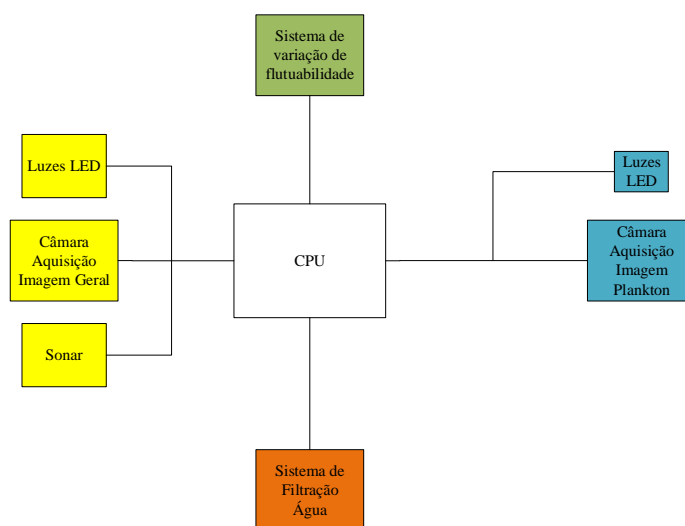 Sistema de
variação de
flutuabilidade
Luzes LED
Câmara
Aquisição
Imagem Geral
Sonar
CPU
Luzes
LED
Câmara
Aquisição
Imagem
Plankton
Sistema de
Filtração
Água